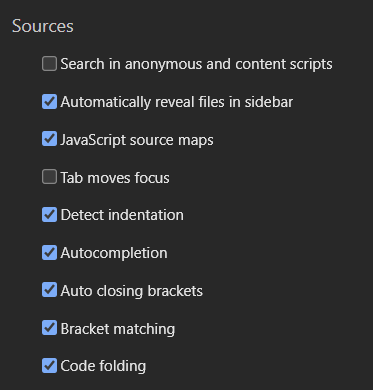 Sources
Search in anonymous and content scripts
Automatically reveal files in sidebar
JavaScript source maps
Tab moves focus
Detect indentation
Autocompletion
Auto closing brackets
Bracket matching
Code folding